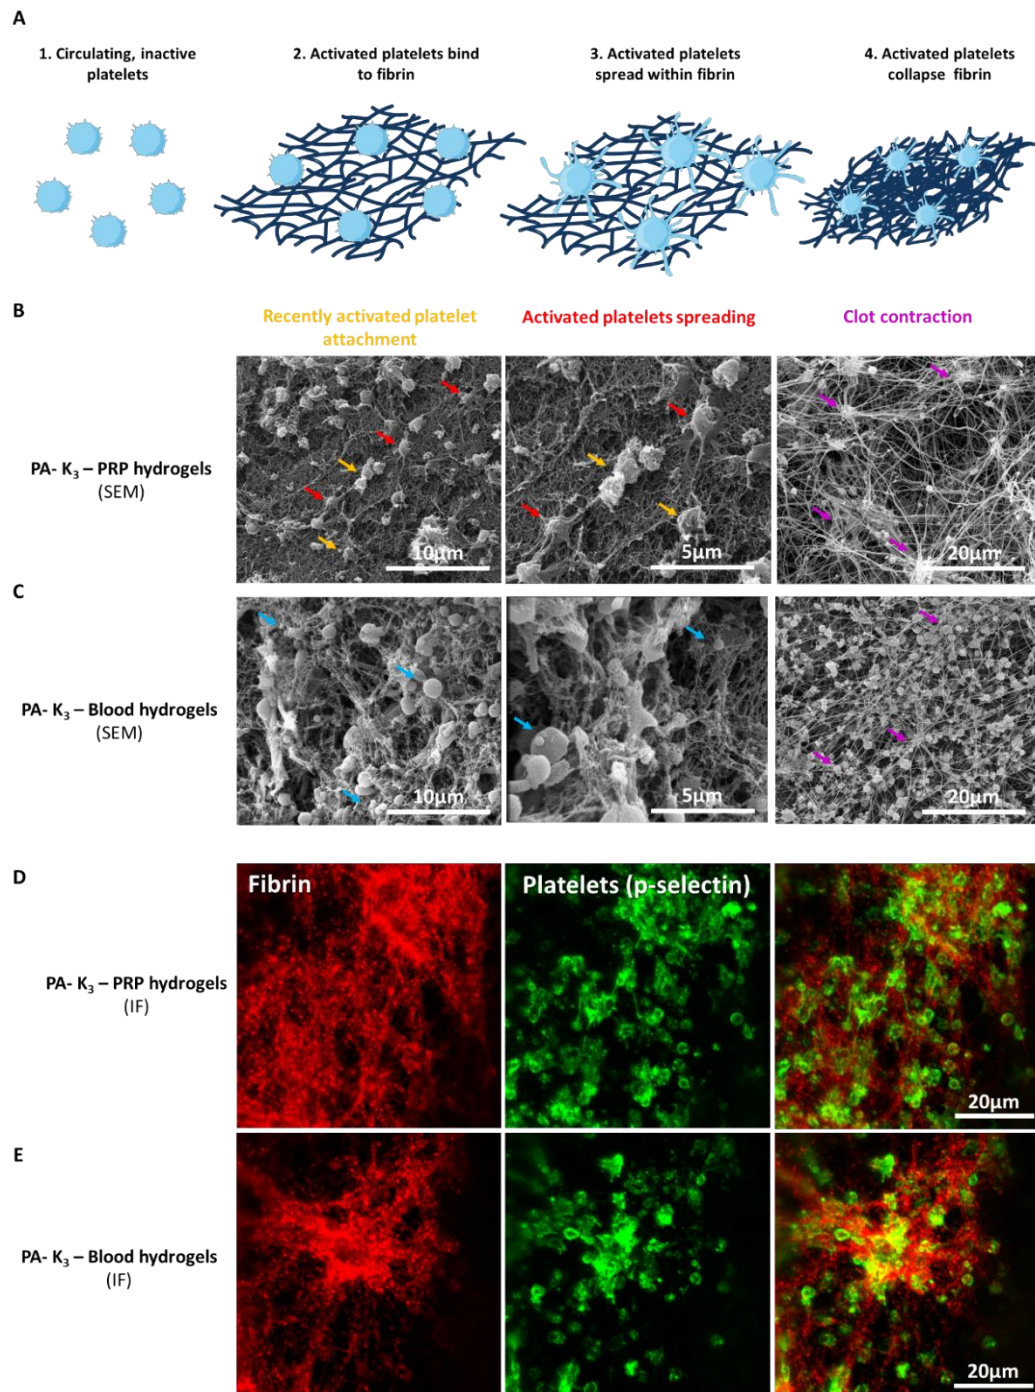 A
1. Circulating, inactive
platelets
2. Activated platelets bind
to fibrin
3. Activated platelets
spread within fibrin
4. Activated platelets
collapse fibrin
B
Recently activated platelet
attachment
Activated platelets spreading
Clot contraction
PA- K₃ – PRP hydrogels
(SEM)
10μm
5μm
20μm
C
PA- K₃ – Blood hydrogels
(SEM)
10μm
5μm
20μm
D
Fibrin
Platelets (p-selectin)
PA- K₃ – PRP hydrogels
(IF)
20μm
E
PA- K₃ – Blood hydrogels
(IF)
20μm